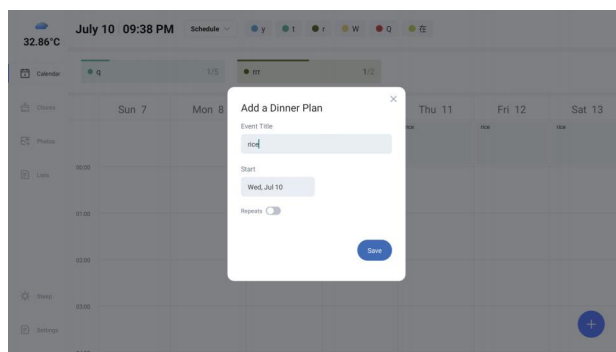 32.86°C
July 10 09:38 PM
Schedule
y
t
r
W
Q
在
Calendar
q 1/5
rrr 1/2
Chores
Photos
Lists
Sleep
Settings
Sun 7
Mon 8
Thu 11
Fri 12
Sat 13
rice
rice
rice
00:00
01:00
02:00
03:00
Add a Dinner Plan
Event Title
rice
Start
Wed, Jul 10
Repeats
Save